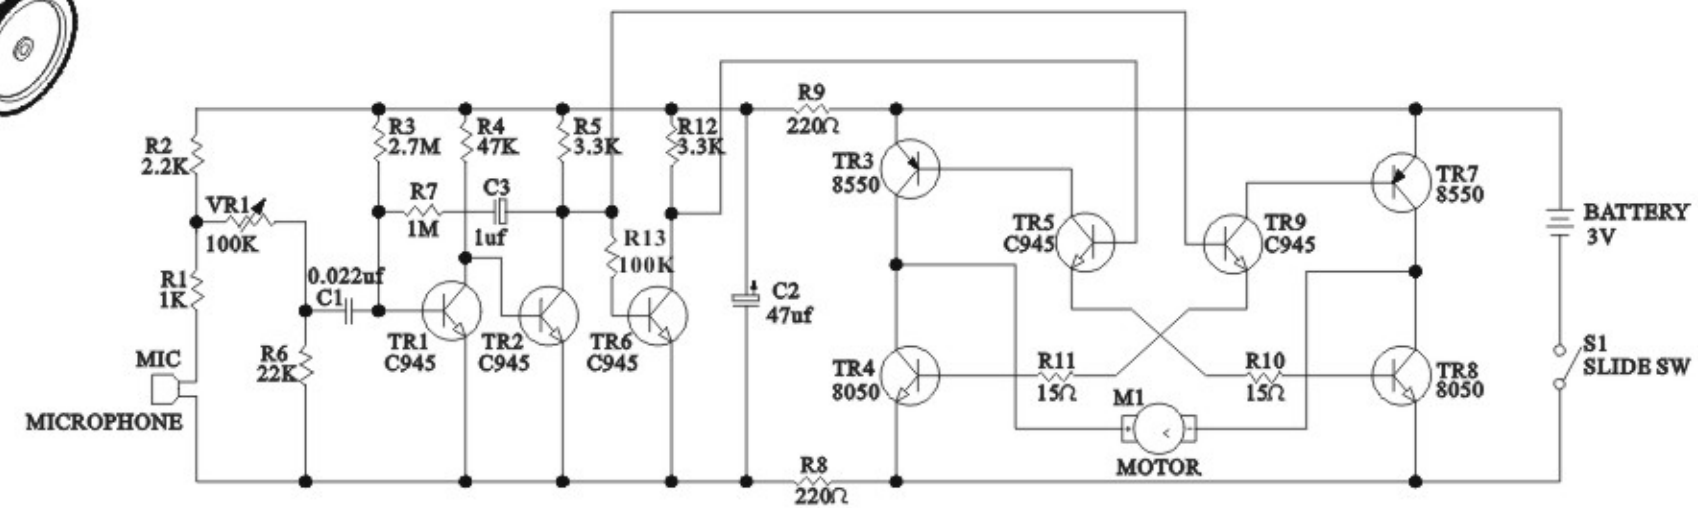 R2
2.2K
VR1
100K
R1
1K
MIC
MICROPHONE
R6
22K
0.022uf
C1
R3
2.7M
R7
1M
C3
1uf
R4
47K
R5
3.3K
R12
3.3K
R13
100K
TR1
C945
TR2
C945
TR6
C945
C2
47uf
R9
220Ω
R8
220Ω
TR3
8550
TR4
8050
TR5
C945
TR9
C945
R11
15Ω
R10
15Ω
M1
+ -
MOTOR
TR7
8550
TR8
8050
BATTERY
3V
S1
SLIDE SW